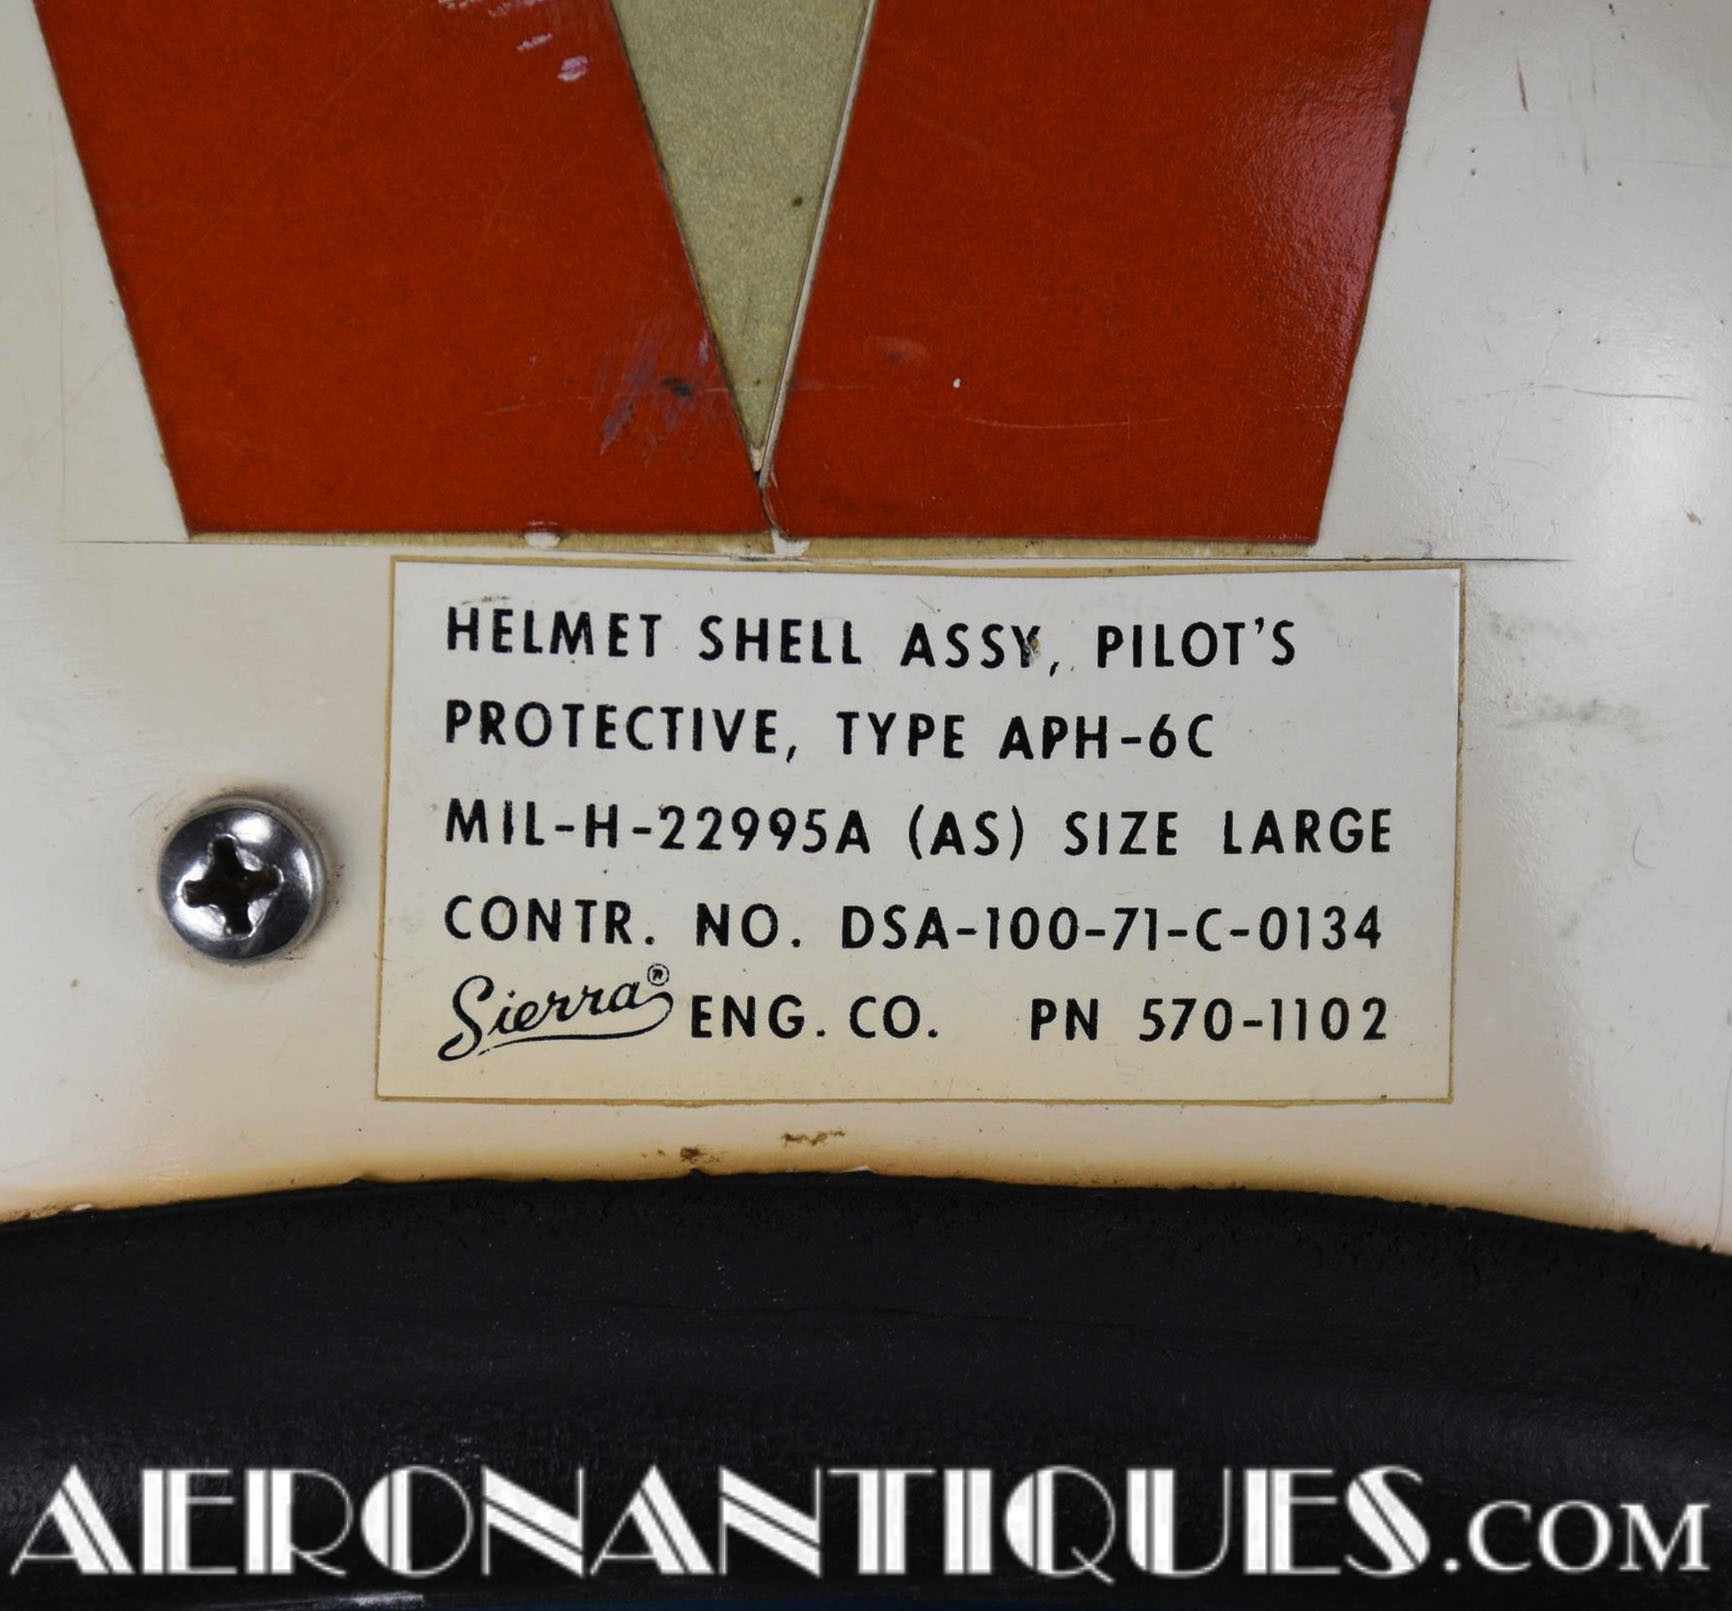 HELMET SHELL ASSY, PILOT'S
PROTECTIVE, TYPE APH-6C
MIL-H-22995A (AS) SIZE LARGE
CONTR. NO. DSA-100-71-C-0134
Sierra® ENG. CO. PN 570-1102
AERONANTIQUES.COM